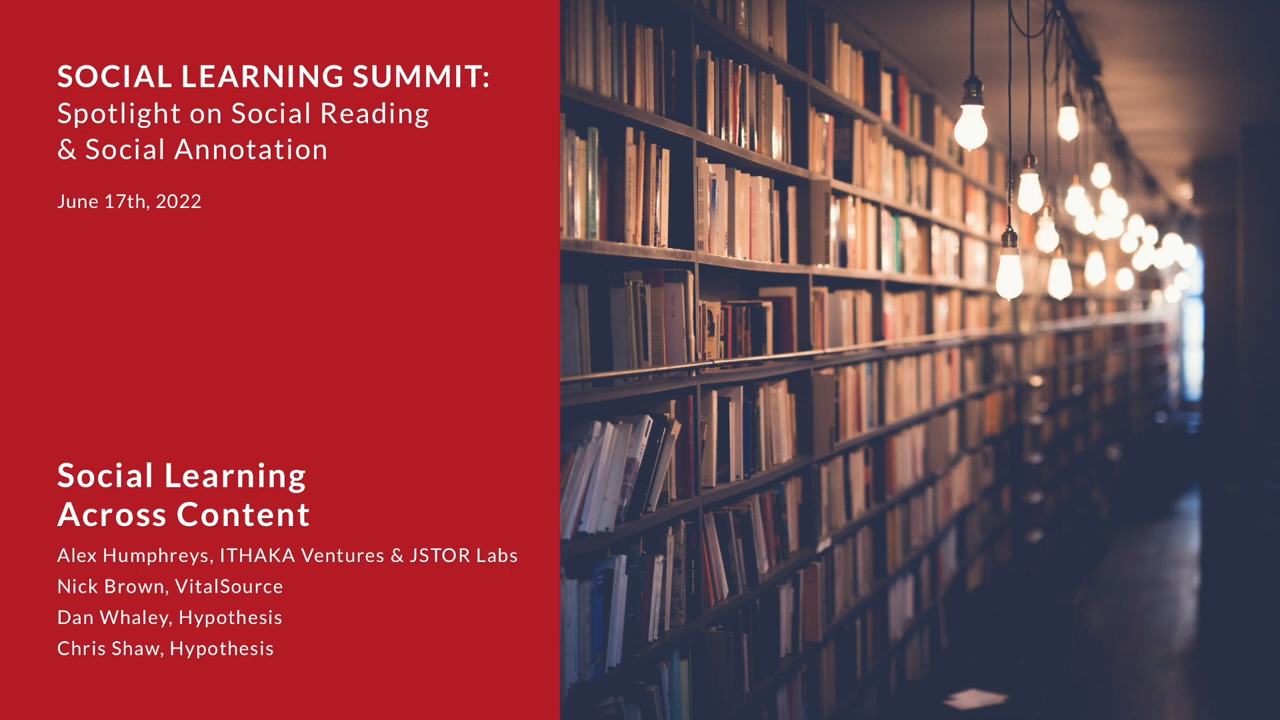 SOCIAL LEARNING SUMMIT:
Spotlight on Social Reading
& Social Annotation
June 17th, 2022
Social Learning
Across Content
Alex Humphreys, ITHAKA Ventures & JSTOR Labs
Nick Brown, VitalSource
Dan Whaley, Hypothesis
Chris Shaw, Hypothesis